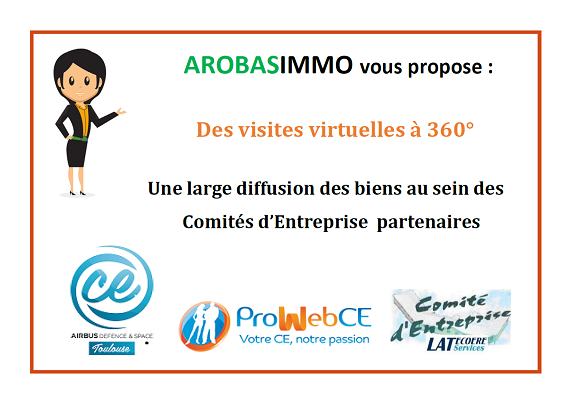 AROBASIMMO vous propose :
Des visites virtuelles à 360°
Une large diffusion des biens au sein des
Comités d’Entreprise partenaires
ce
AIRBUS DEFENCE & SPACE
Toulouse
ProWebCE
Votre CE, notre passion
Comité
d'Entreprise
LATECOERE
Services